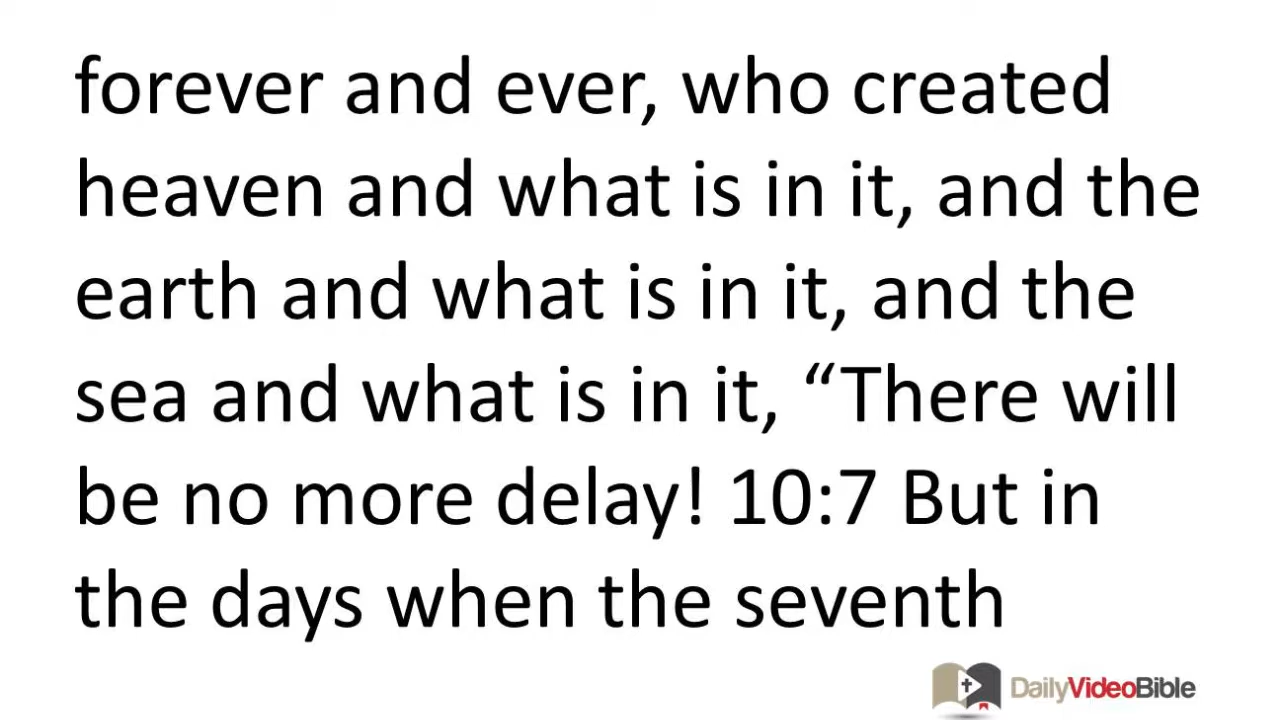 forever and ever, who created
heaven and what is in it, and the
earth and what is in it, and the
sea and what is in it, “There will
be no more delay! 10:7 But in
the days when the seventh
DailyVideoBible